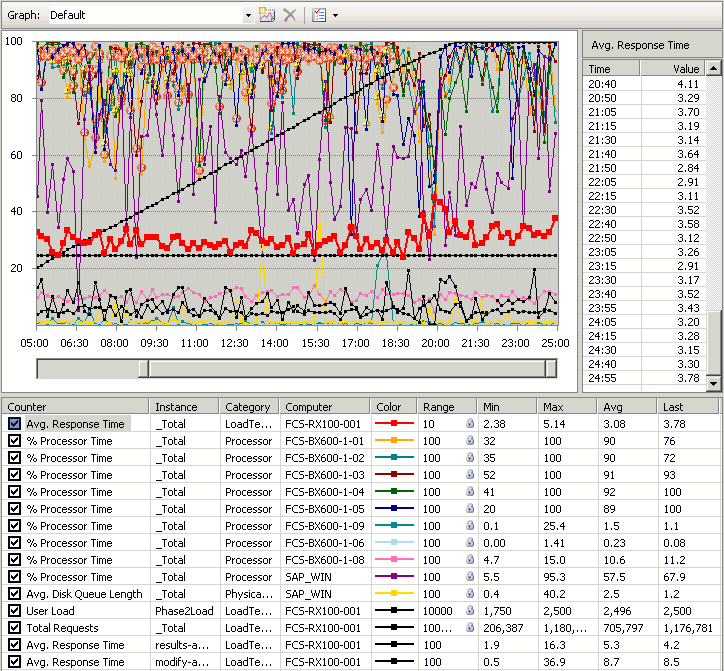 Graph: Default
Avg. Response Time
Time Value
20:40 4.11
20:50 3.29
21:05 3.70
21:15 3.19
21:30 3.14
21:40 3.64
21:50 2.84
22:05 2.91
22:15 3.11
22:30 3.52
22:40 3.58
22:50 3.12
23:05 3.26
23:15 2.91
23:30 3.17
23:40 3.52
23:55 3.43
24:05 3.20
24:15 3.28
24:30 3.15
24:40 3.30
24:55 3.78
100
80
60
40
20
05:00 06:30 08:00 09:30 11:00 12:30 14:00 15:30 17:00 18:30 20:00 21:30 23:00 25:00
Counter Instance Category Computer Color Range Min Max Avg Last
Avg. Response Time _Total LoadTe... FCS-RX100-001 10 2.38 5.14 3.08 3.78
% Processor Time _Total Processor FCS-BX600-1-01 100 32 100 90 76
% Processor Time _Total Processor FCS-BX600-1-02 100 35 100 90 72
% Processor Time _Total Processor FCS-BX600-1-03 100 52 100 91 93
% Processor Time _Total Processor FCS-BX600-1-04 100 41 100 92 100
% Processor Time _Total Processor FCS-BX600-1-05 100 20 100 89 100
% Processor Time _Total Processor FCS-BX600-1-09 100 0.1 25.4 1.5 1.1
% Processor Time _Total Processor FCS-BX600-1-06 100 0.00 1.41 0.23 0.08
% Processor Time _Total Processor FCS-BX600-1-08 100 4.7 15.0 10.6 11.2
% Processor Time _Total Processor SAP_WIN 100 5.5 95.3 57.5 67.9
Avg. Disk Queue Length _Total Physica... SAP_WIN 100 0.4 40.2 2.5 1.2
User Load Phase2Load LoadTe... FCS-RX100-001 10000 1,750 2,500 2,496 2,500
Total Requests _Total LoadTe... FCS-RX100-001 100... 206,387 1,180,... 705,797 1,176,781
Avg. Response Time results-a... LoadTe... FCS-RX100-001 100 1.9 16.3 5.3 4.2
Avg. Response Time modify-a... LoadTe... FCS-RX100-001 100 0.5 36.9 8.7 8.5